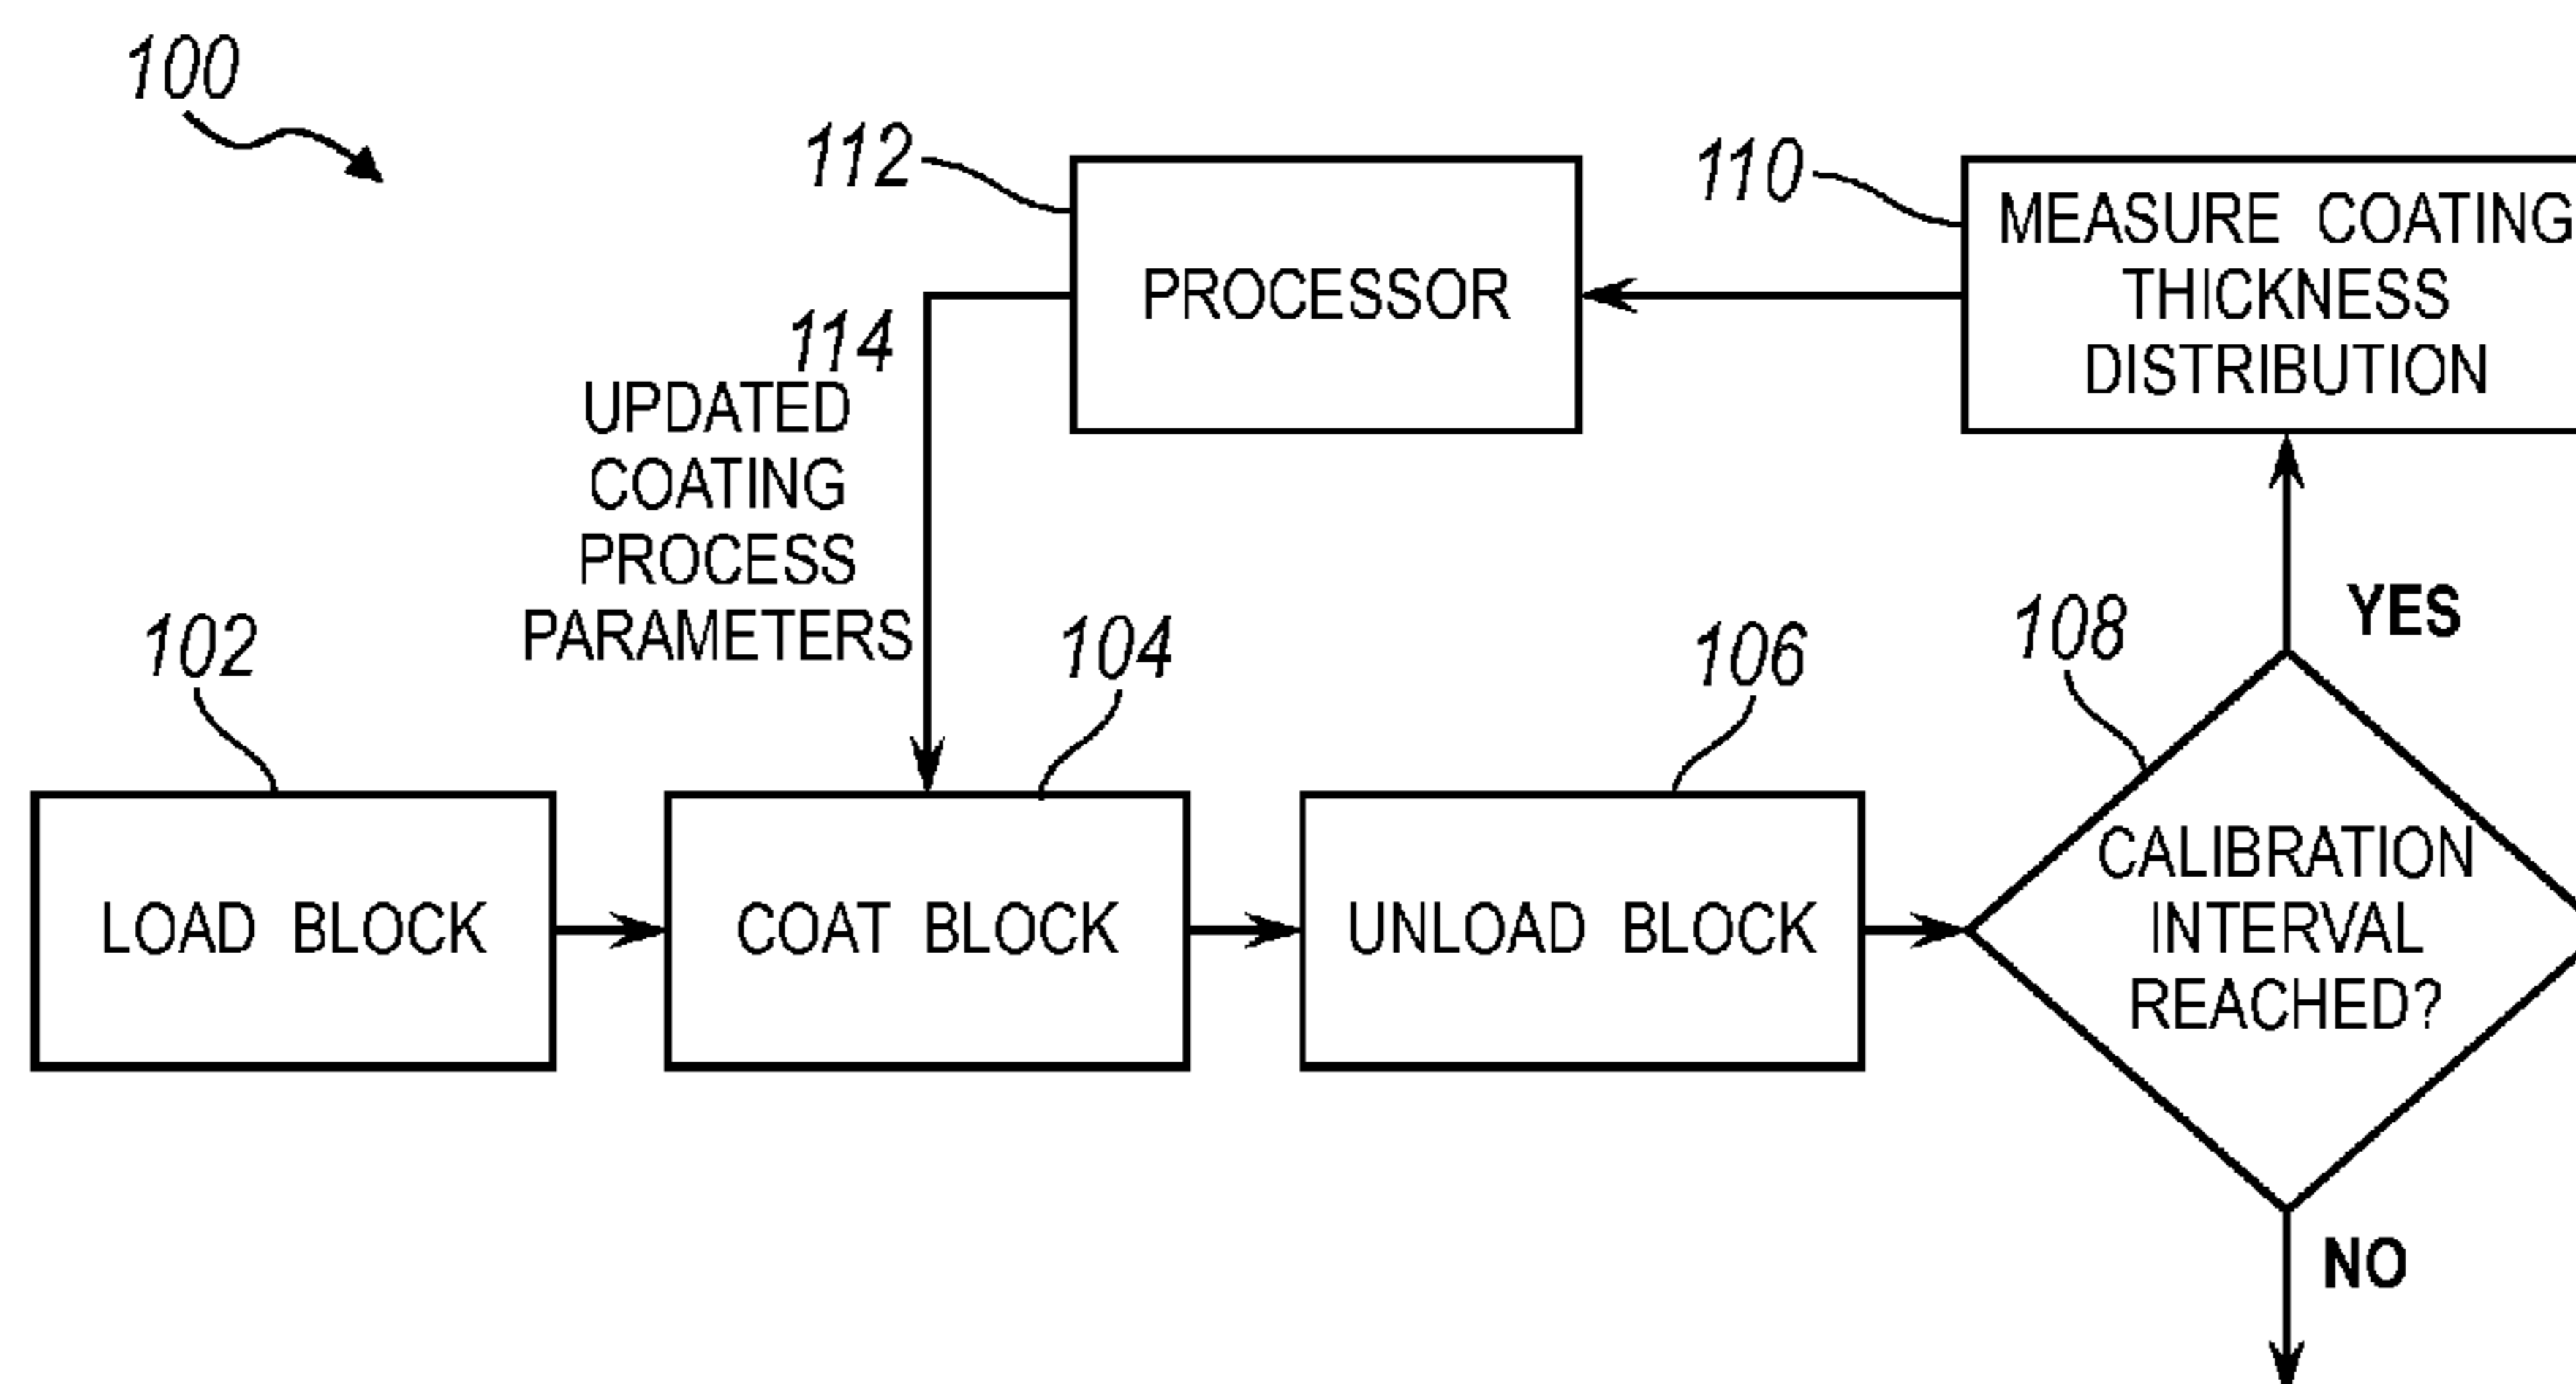 100
112
PROCESSOR
110
MEASURE COATING
THICKNESS
DISTRIBUTION
114
UPDATED
COATING
PROCESS
PARAMETERS
102
LOAD BLOCK
104
COAT BLOCK
106
UNLOAD BLOCK
108
YES
CALIBRATION
INTERVAL
REACHED?
NO